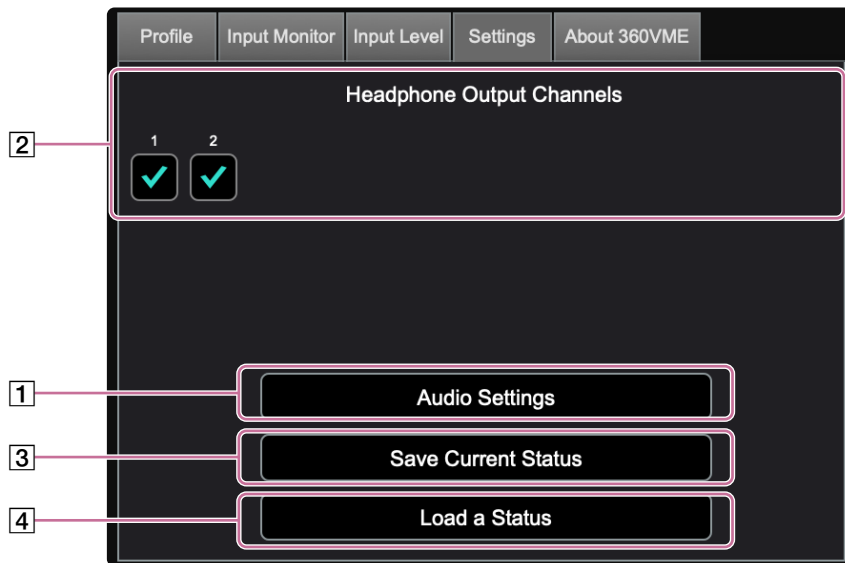 Profile Input Monitor Input Level Settings About 360VME
Headphone Output Channels
2
1 2
1
Audio Settings
3
Save Current Status
4
Load a Status